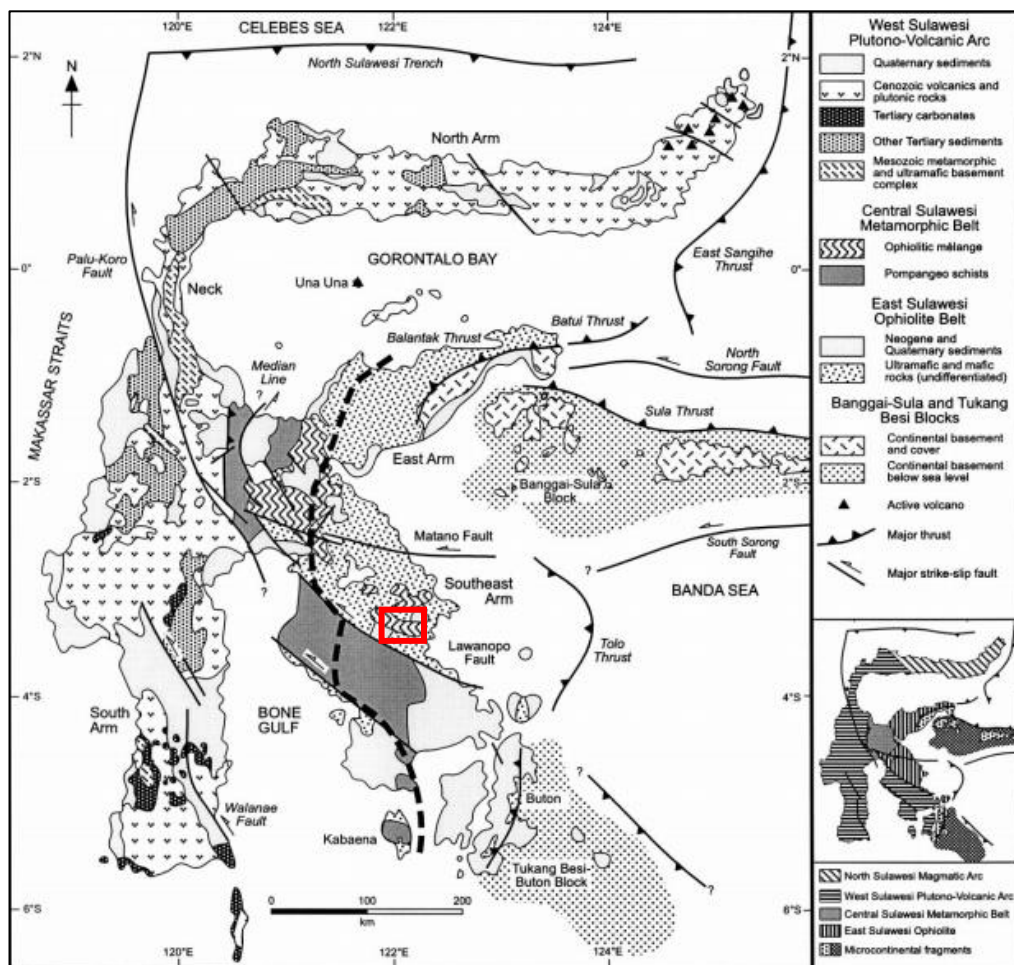 120°E
122°E
124°E
CELEBES SEA
2°N
2°N
North Sulawesi Trench
N
North Arm
Palu-Koro
Fault
GORONTALO BAY
East Sangihe
Thrust
0°
0°
Neck
Una Una
Batui Thrust
Balantak Thrust
North
Sorong Fault
Median
Line
?
MAKASSAR STRAITS
Sula Thrust
East Arm
2°S
2°S
Banggai-Sula
Block
Matano Fault
South Sorong
Fault
?
?
Southeast
Arm
BANDA SEA
Lawanopo
Fault
Tolo
Thrust
?
4°S
4°S
South
Arm
BONE
GULF
?
Buton
Walanae
Fault
Kabaena
Tukang Besi-
Buton Block
?
6°S
6°S
0
100
200
km
120°E
122°E
124°E
West Sulawesi
Plutono-Volcanic Arc
Quaternary sediments
Cenozoic volcanics and
plutonic rocks
Tertiary carbonates
Other Tertiary sediments
Mesozoic metamorphic
and ultramafic basement
complex
Central Sulawesi
Metamorphic Belt
Ophiolitic mélange
Pompangeo schists
East Sulawesi
Ophiolite Belt
Neogene and
Quaternary sediments
Ultramafic and mafic
rocks (undifferentiated)
Banggai-Sula and Tukang
Besi Blocks
Continental basement
and cover
Continental basement
below sea level
Active volcano
Major thrust
Major strike-slip fault
North Sulawesi Magmatic Arc
West Sulawesi Plutono-Volcanic Arc
Central Sulawesi Metamorphic Belt
East Sulawesi Ophiolite
Microcontinental fragments